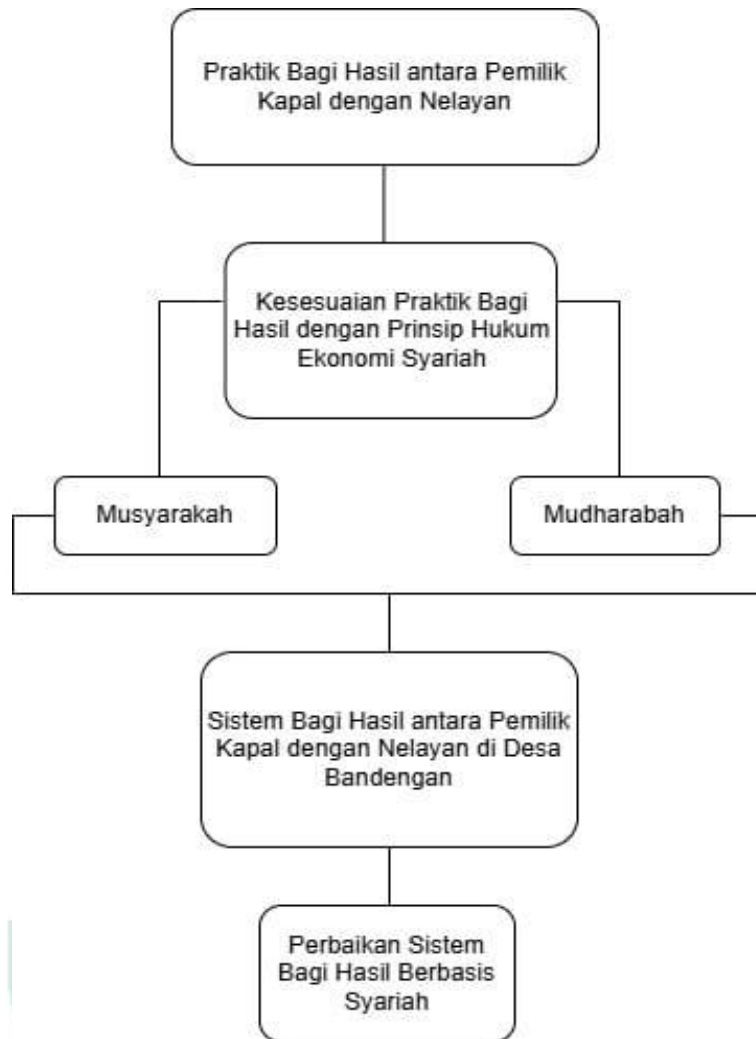 Praktik Bagi Hasil antara Pemilik
Kapal dengan Nelayan
Kesesuaian Praktik Bagi
Hasil dengan Prinsip Hukum
Ekonomi Syariah
Musyarakah
Mudharabah
Sistem Bagi Hasil antara Pemilik
Kapal dengan Nelayan di Desa
Bandengan
Perbaikan Sistem
Bagi Hasil Berbasis
Syariah